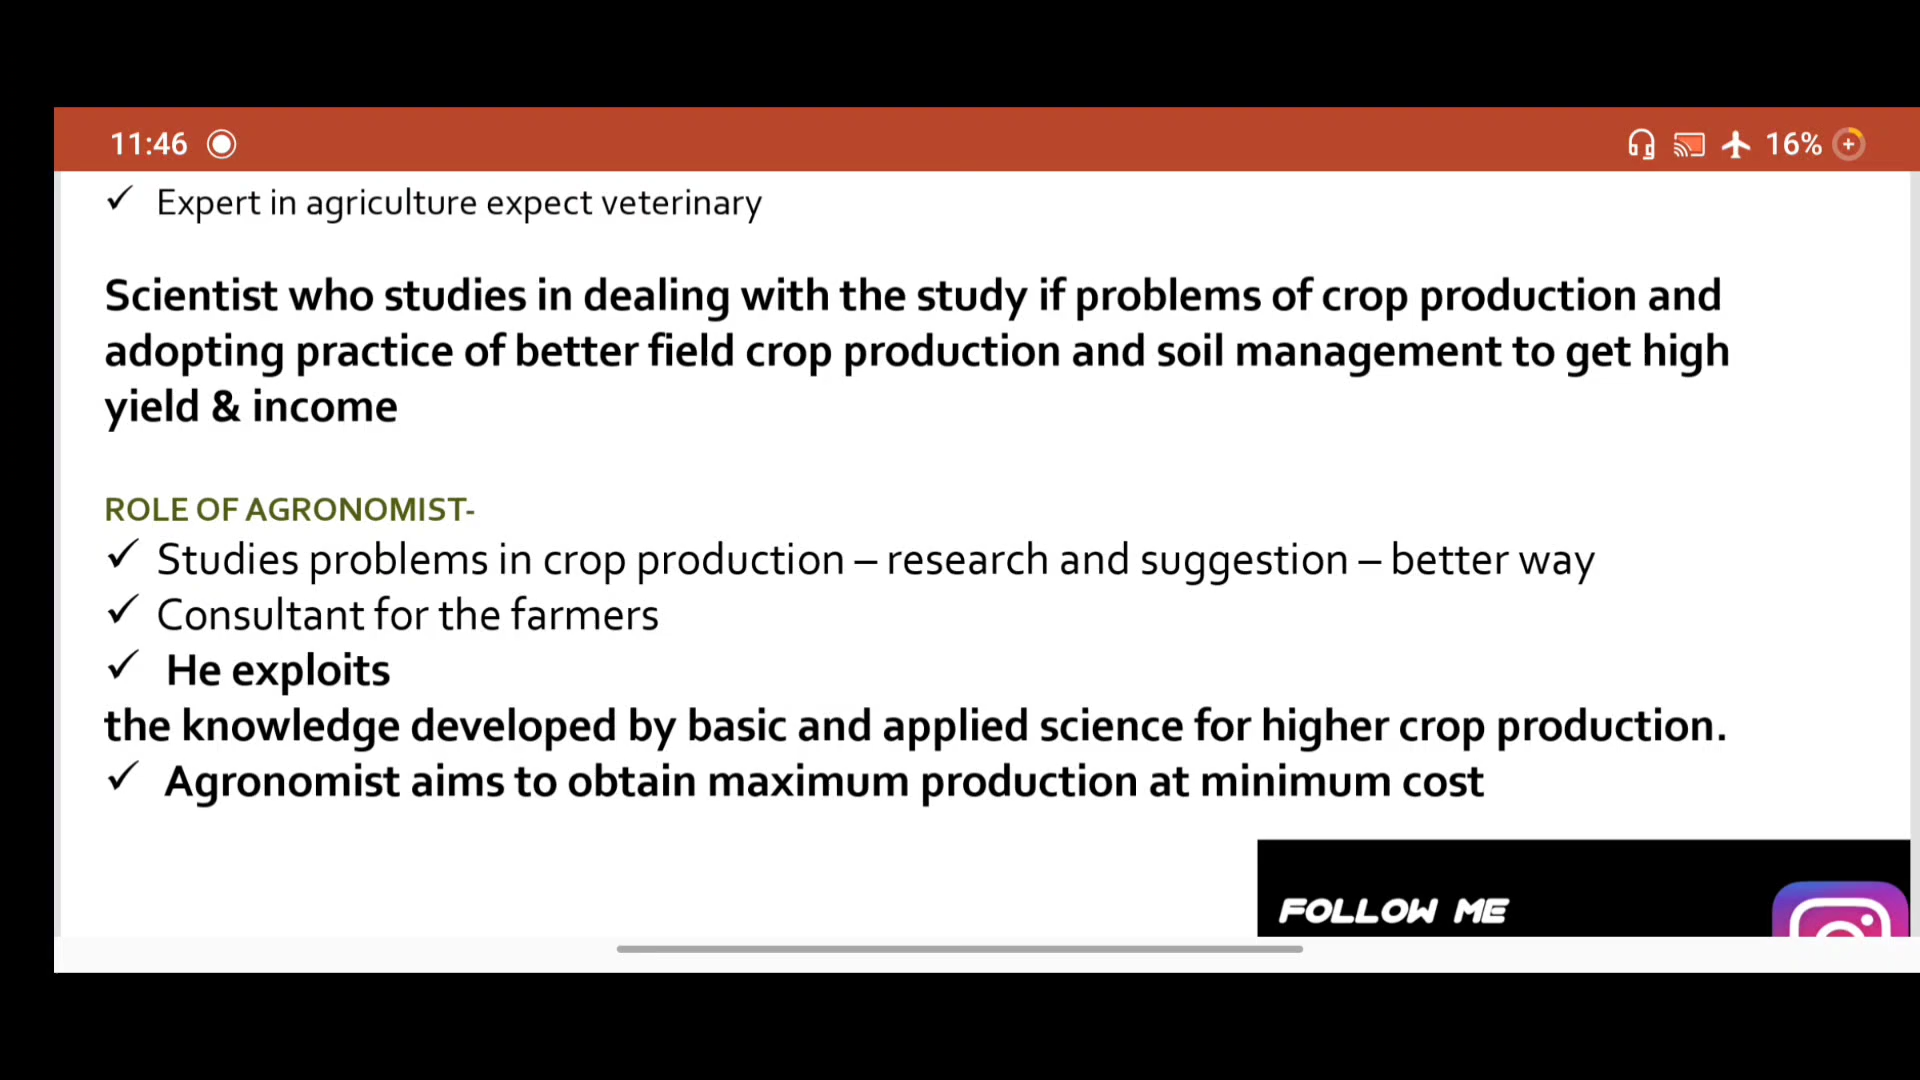 11:46
16%
✓ Expert in agriculture expect veterinary
Scientist who studies in dealing with the study if problems of crop production and
adopting practice of better field crop production and soil management to get high
yield & income
ROLE OF AGRONOMIST-
✓ Studies problems in crop production – research and suggestion – better way
✓ Consultant for the farmers
✓ He exploits
the knowledge developed by basic and applied science for higher crop production.
✓ Agronomist aims to obtain maximum production at minimum cost
FOLLOW ME